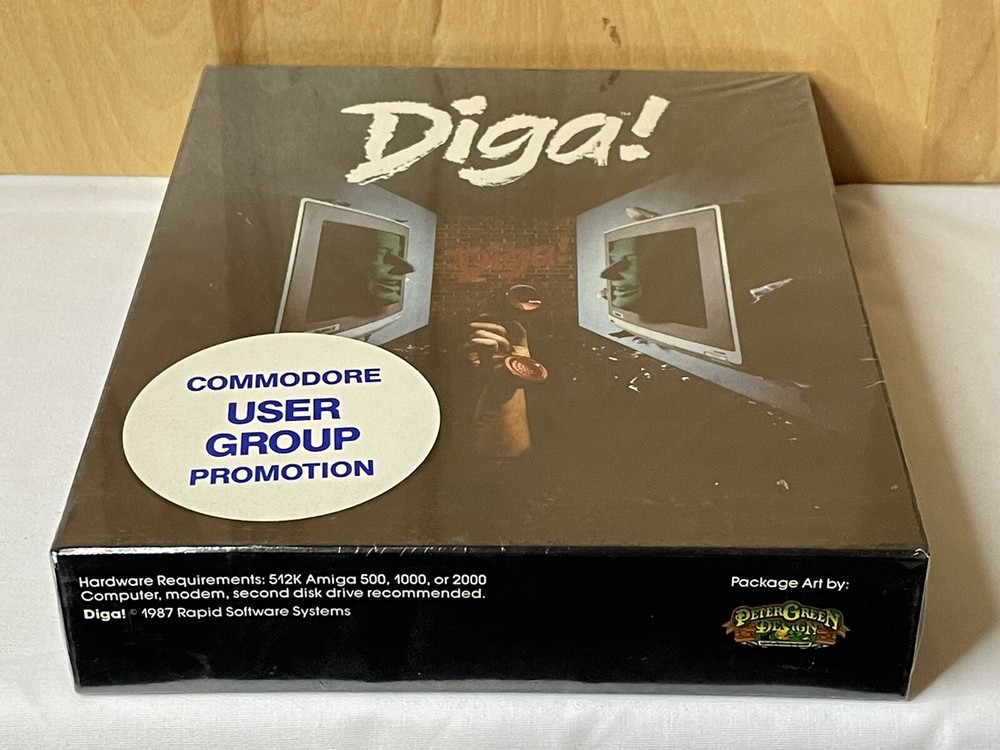 Diga!™
Diga!
COMMODORE
USER
GROUP
PROMOTION
Hardware Requirements: 512K Amiga 500, 1000, or 2000
Computer, modem, second disk drive recommended.
Diga! © 1987 Rapid Software Systems
Package Art by:
PETER GREEN
DESIGN